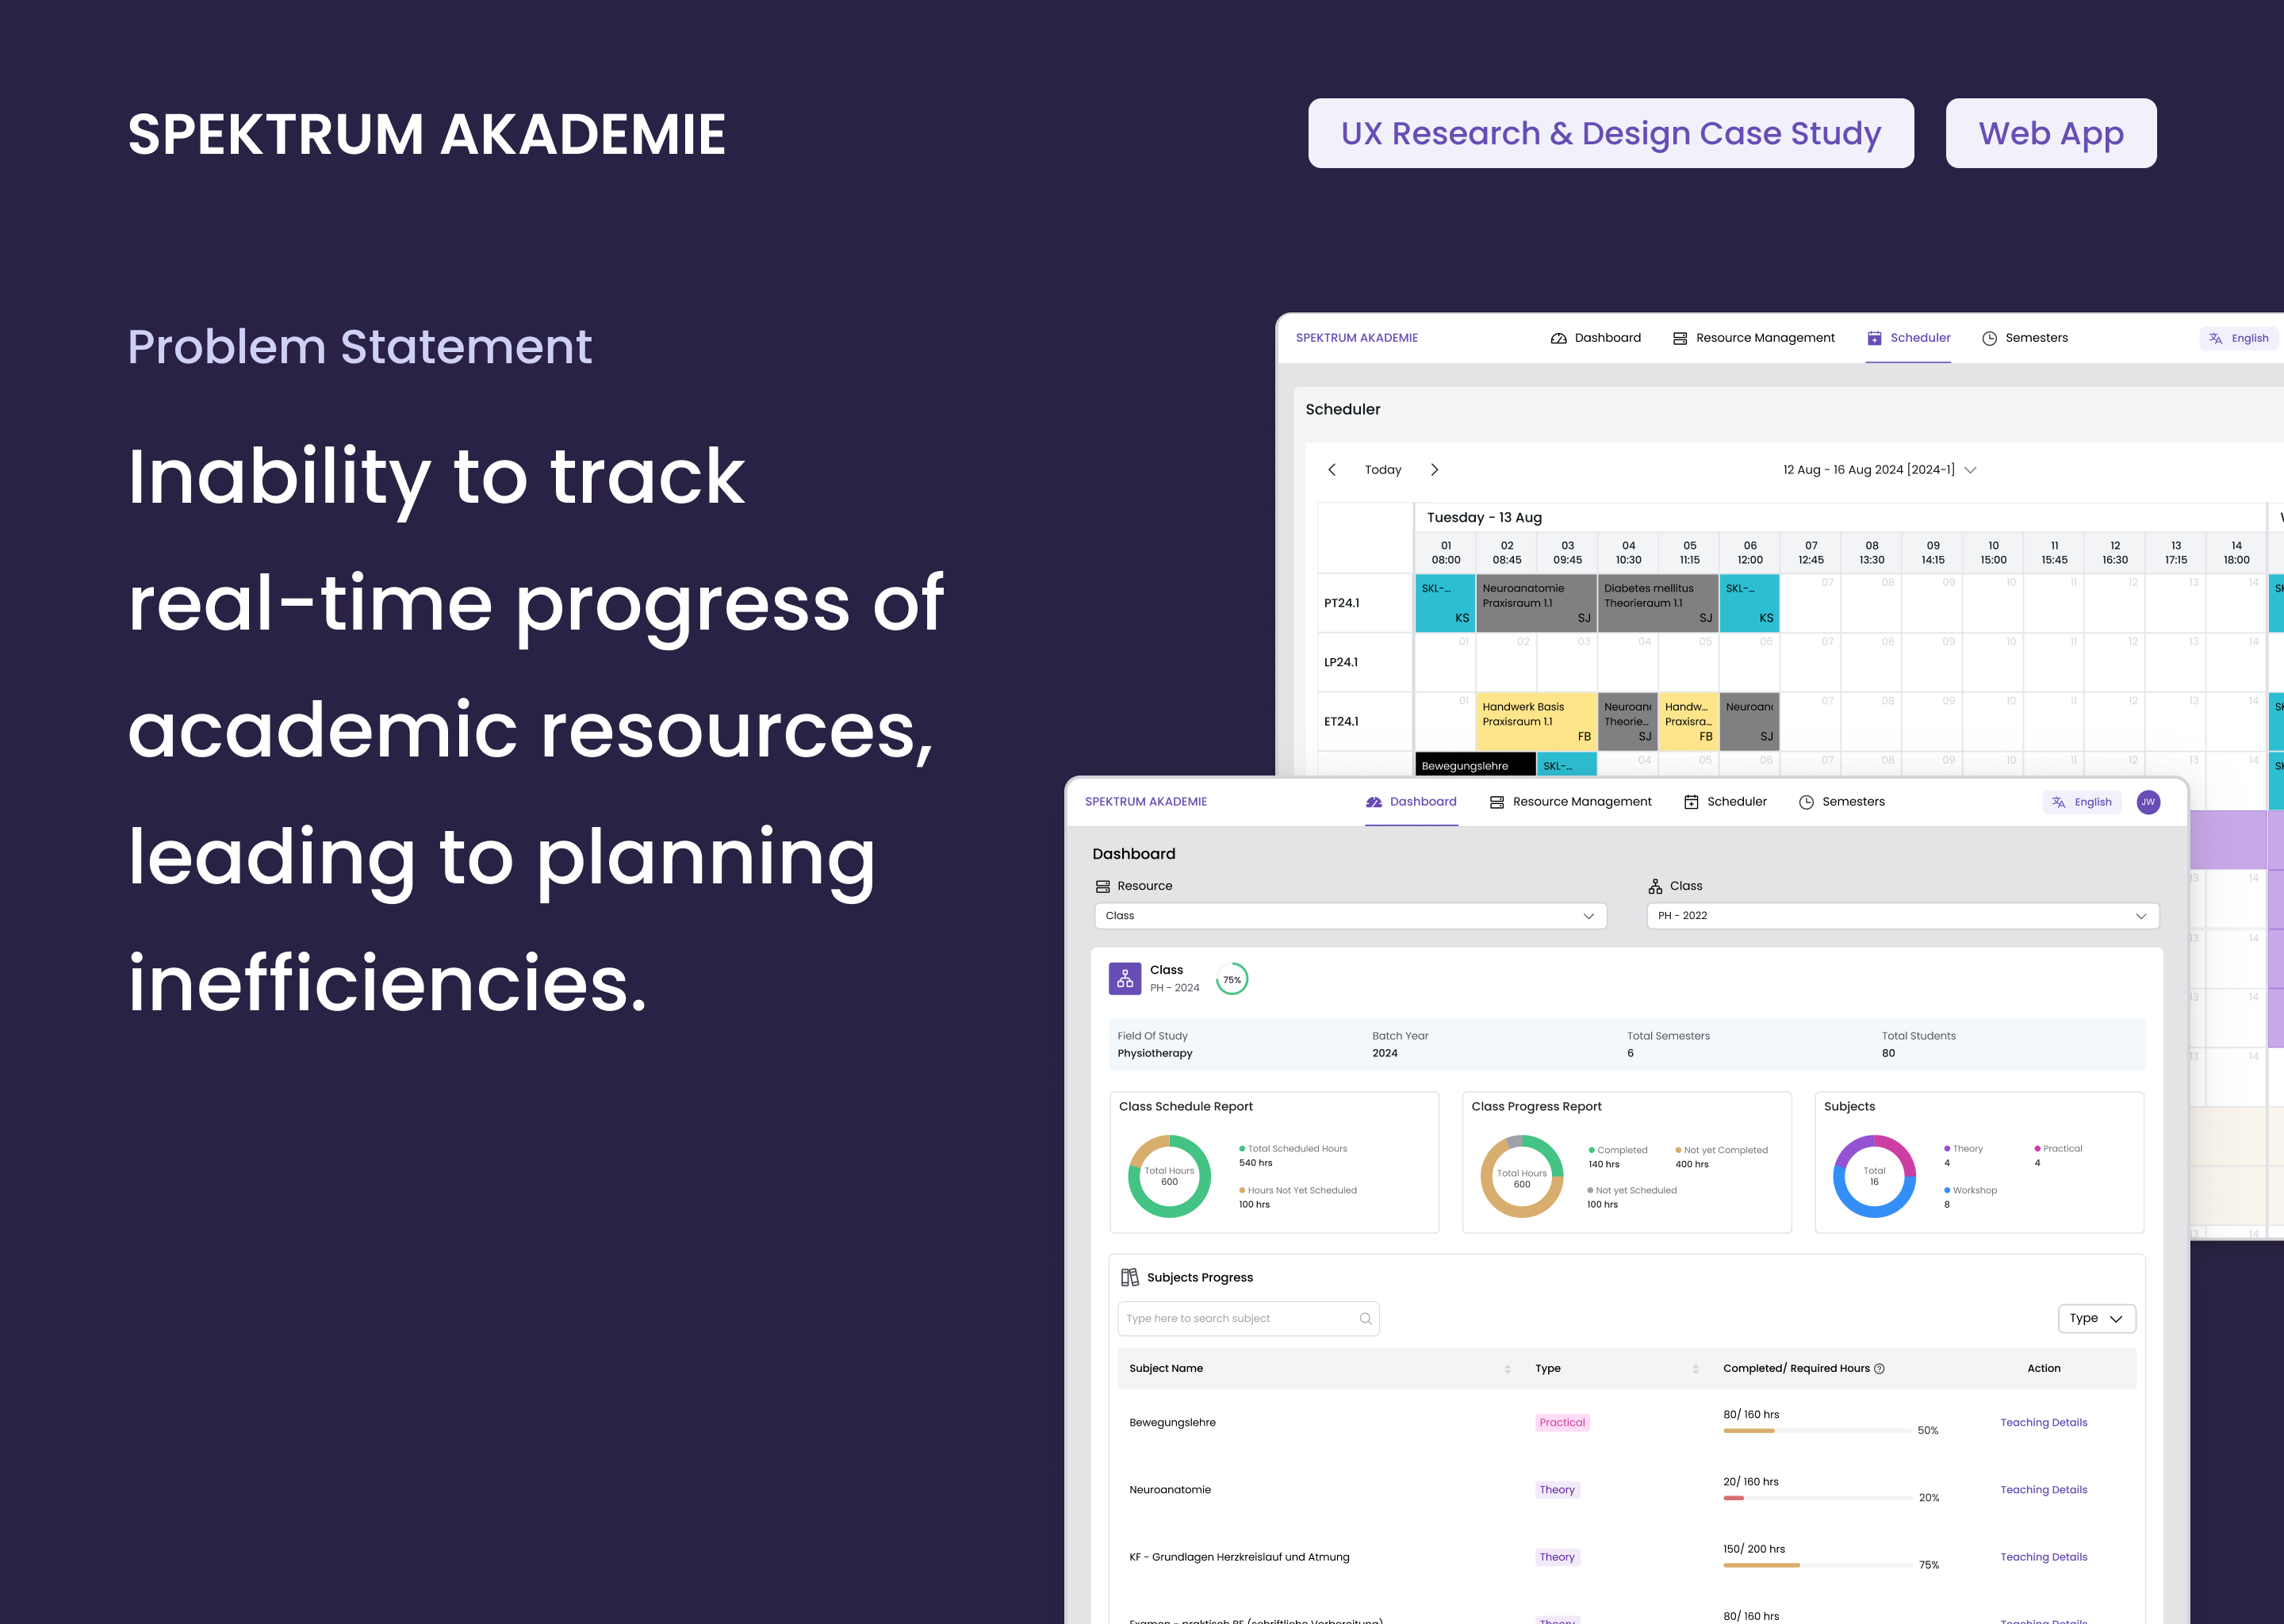 SPEKTRUM AKADEMIE
UX Research & Design Case Study
Web App
Problem Statement
Inability to track
real-time progress of
academic resources,
leading to planning
inefficiencies.
SPEKTRUM AKADEMIE
Dashboard
Resource Management
Scheduler
Semesters
English
Scheduler
Today
12 Aug - 16 Aug 2024 [2024-1]
Tuesday - 13 Aug
01 02 03 04 05 06 07 08 09 10 11 12 13 14
08:00 08:45 09:45 10:30 11:15 12:00 12:45 13:30 14:15 15:00 15:45 16:30 17:15 18:00
PT24.1
SKL-...
KS
Neuroanatomie
Praxisraum 1.1
SJ
Diabetes mellitus
Theorieraum 1.1
SJ
SKL-...
KS
07 08 09 10 11 12 13 14
LP24.1
01 02 03 04 05 06 07 08 09 10 11 12 13 14
ET24.1
01
Handwerk Basis
Praxisraum 1.1
FB
Neuroan
Theorie...
SJ
Handw...
Praxisra...
FB
Neuroan
SJ
07 08 09 10 11 12 13 14
Bewegungslehre
SKL-...
04 05 06 07 08 09 10 11 12 13 14
13 14
13 14
13 14
13 14
13 14
SPEKTRUM AKADEMIE
Dashboard
Resource Management
Scheduler
Semesters
English
JW
Dashboard
Resource
Class
Class
PH - 2022
Class
PH - 2024
75%
Field Of Study
Physiotherapy
Batch Year
2024
Total Semesters
6
Total Students
80
Class Schedule Report
Total Hours
600
Total Scheduled Hours
540 hrs
Hours Not Yet Scheduled
100 hrs
Class Progress Report
Total Hours
600
Completed
140 hrs
Not yet Completed
400 hrs
Not yet Scheduled
100 hrs
Subjects
Total
16
Theory
4
Practical
4
Workshop
8
Subjects Progress
Type here to search subject
Type
Subject Name
Type
Completed/ Required Hours
Action
Bewegungslehre
Practical
80/ 160 hrs
50%
Teaching Details
Neuroanatomie
Theory
20/ 160 hrs
20%
Teaching Details
KF - Grundlagen Herzkreislauf und Atmung
Theory
150/ 200 hrs
75%
Teaching Details
80/ 160 hrs